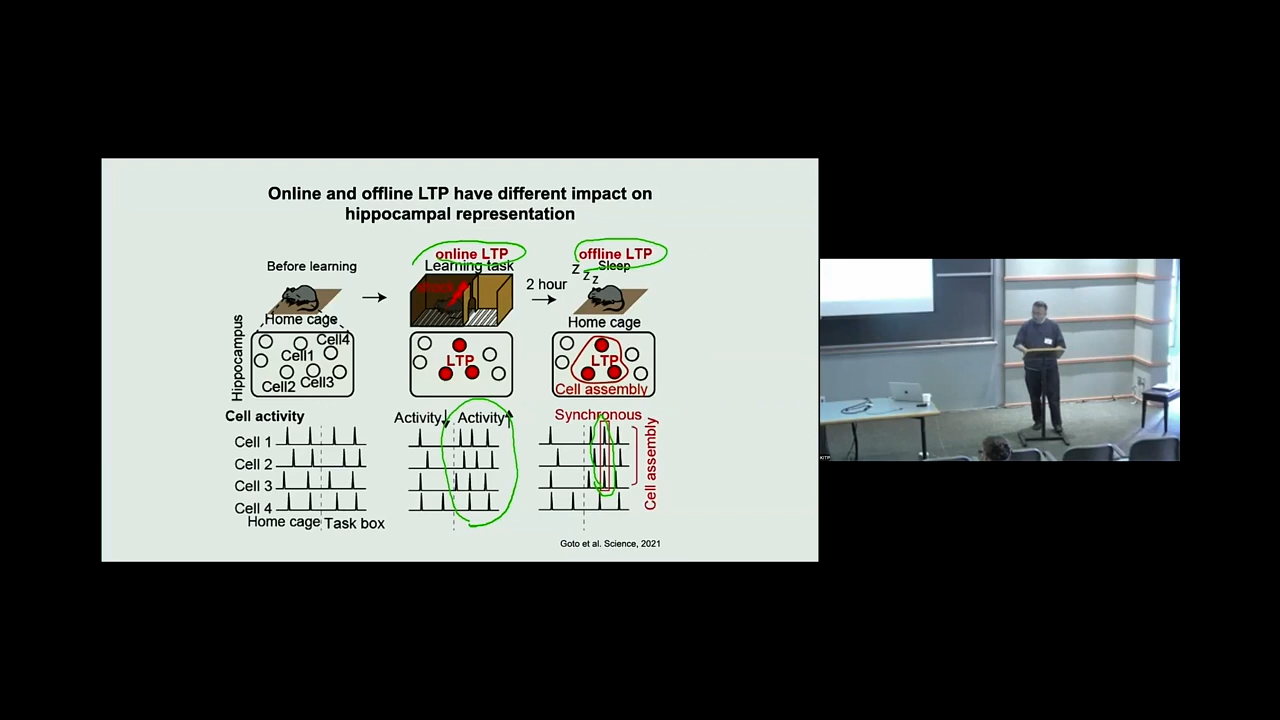 Online and offline LTP have different impact on
hippocampal representation
online LTP
offline LTP
Before learning
Learning task
Sleep
z
z
z
shock
2 hour
Home cage
Home cage
Hippocampus
Cell4
Cell1
Cell2
Cell3
LTP
LTP
Cell assembly
Cell activity
Activity↓
Activity↑
Synchronous
Cell 1
Cell 2
Cell 3
Cell 4
Cell assembly
Home cage
Task box
Goto et al. Science, 2021
KITP